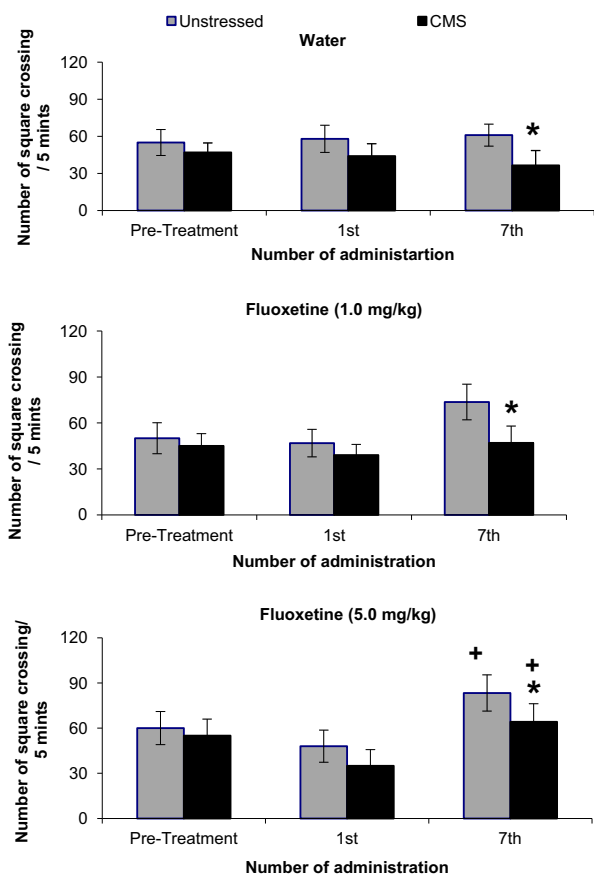 Unstressed CMS
Water
Number of square crossing
/ 5 mints
120
90
60
30
0
*
Pre-Treatment 1st 7th
Number of administartion
Fluoxetine (1.0 mg/kg)
Number of square crossing
/ 5 mints
120
90
60
30
0
*
Pre-Treatment 1st 7th
Number of administration
Fluoxetine (5.0 mg/kg)
Number of square crossing/
5 mints
120
90
60
30
0
+ +
*
Pre-Treatment 1st 7th
Number of administration